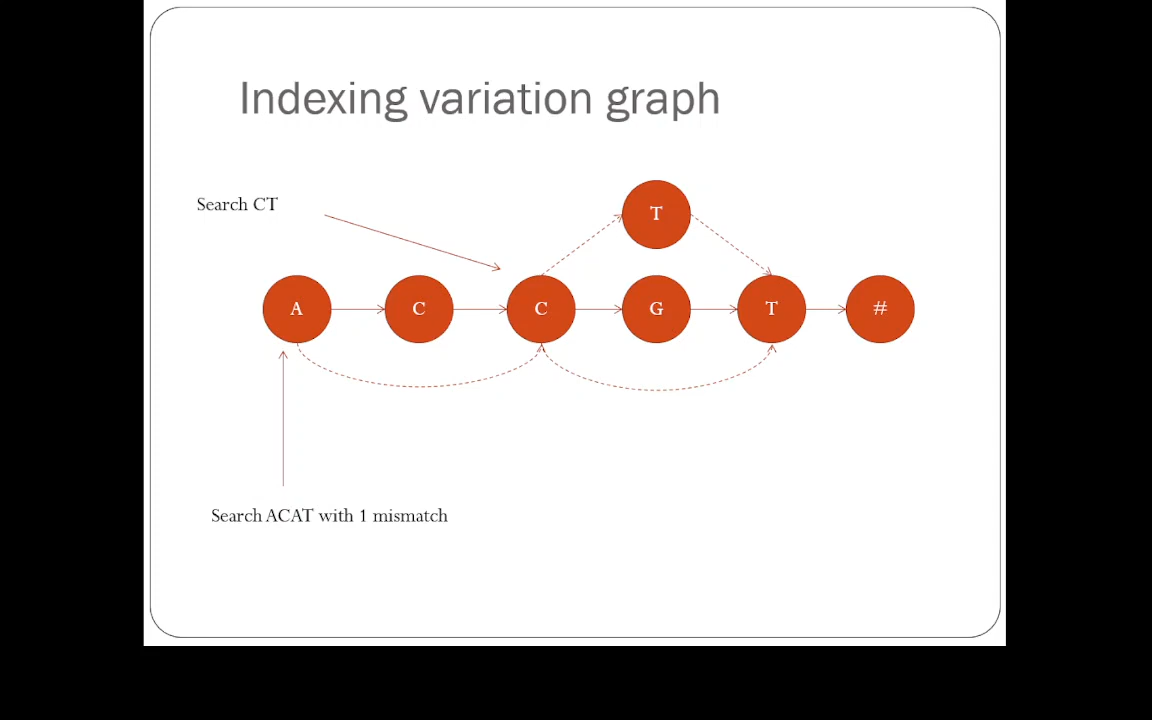 Indexing variation graph
Search CT
T
A C C G T #
Search ACAT with 1 mismatch